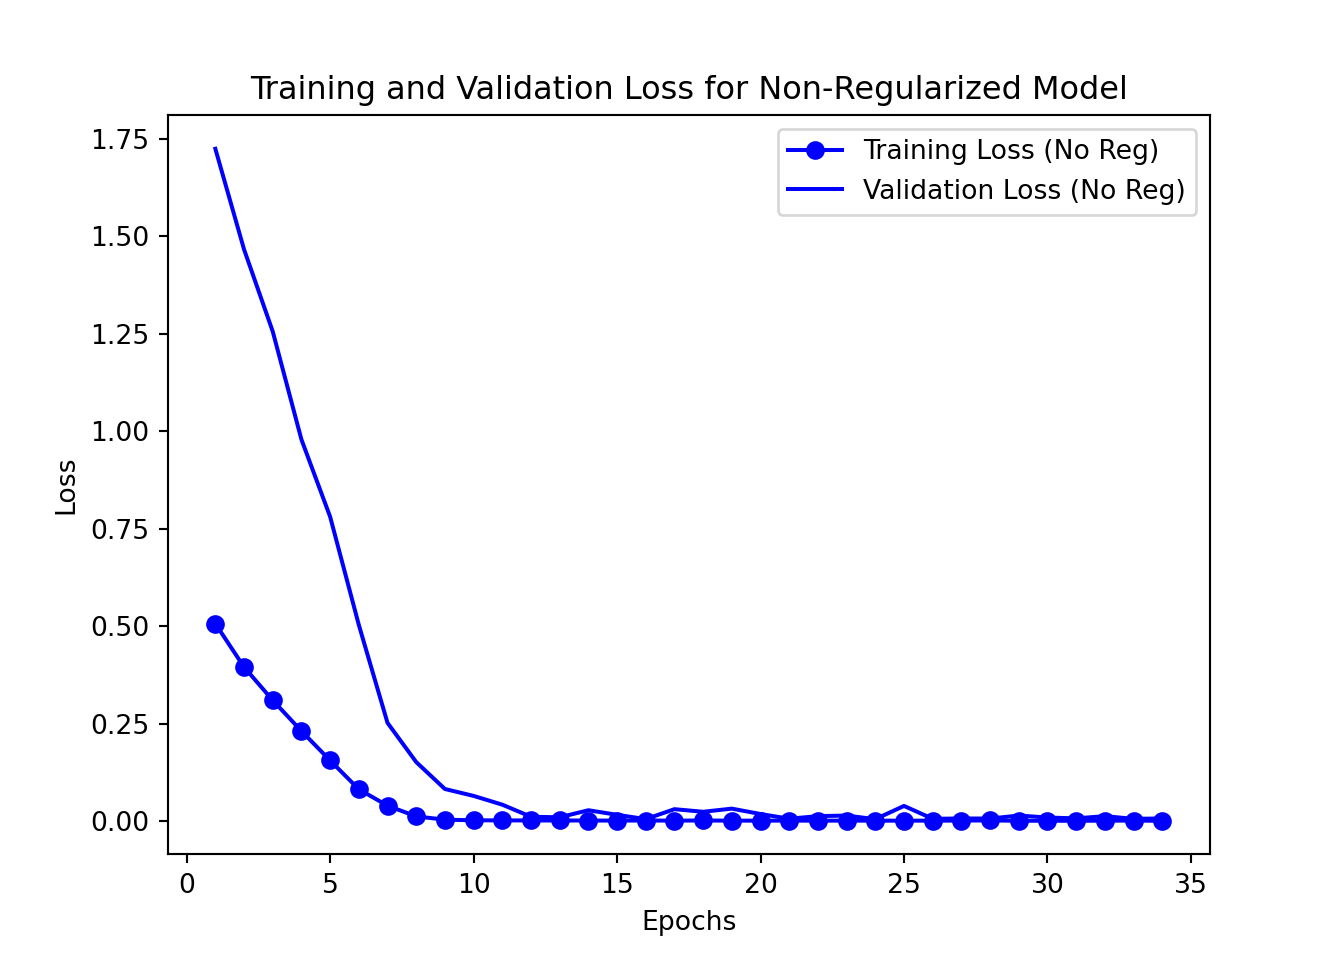 Training and Validation Loss for Non-Regularized Model
Training Loss (No Reg)
Validation Loss (No Reg)
1.75
1.50
1.25
1.00
0.75
0.50
0.25
0.00
Loss
0 5 10 15 20 25 30 35
Epochs